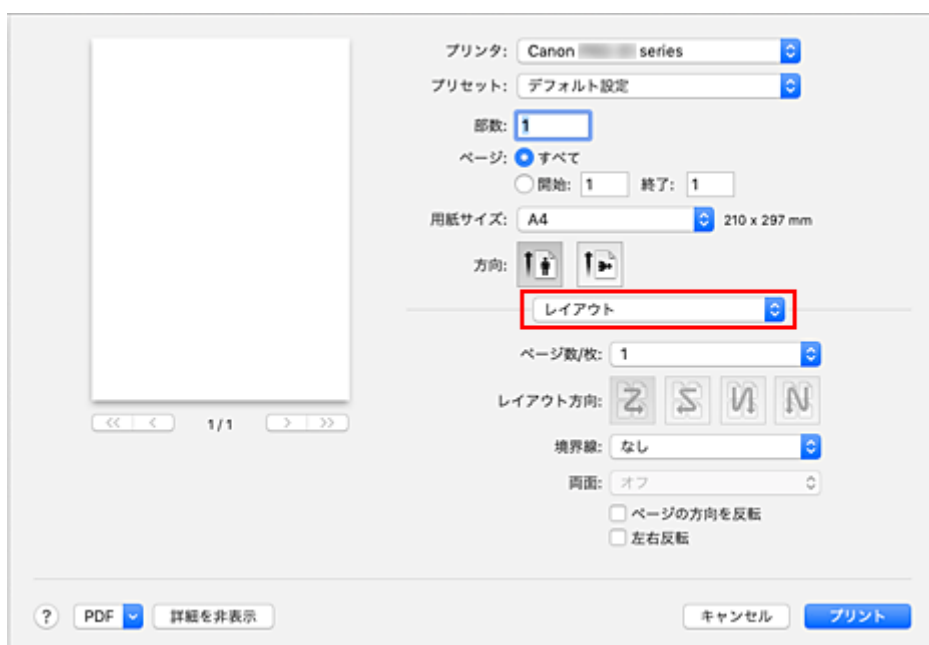 プリンタ: Canon series
プリセット: デフォルト設定
部数: 1
ページ: すべて
開始: 1 終了: 1
用紙サイズ: A4 210 x 297 mm
方向:
レイアウト
ページ数/枚: 1
レイアウト方向:
境界線: なし
両面: オフ
ページの方向を反転
左右反転
1/1
? PDF 詳細を非表示 キャンセル プリント